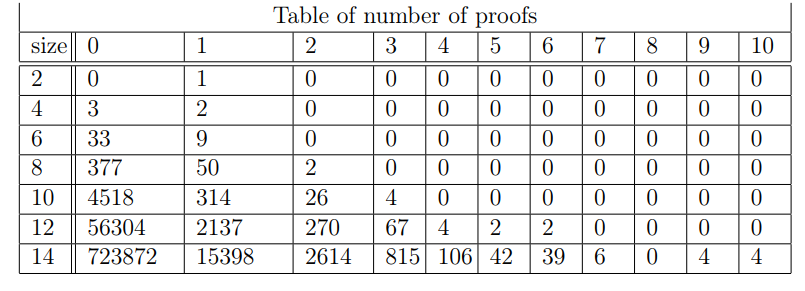 Table of number of proofs
size 0 1 2 3 4 5 6 7 8 9 10
2 0 1 0 0 0 0 0 0 0 0 0
4 3 2 0 0 0 0 0 0 0 0 0
6 33 9 0 0 0 0 0 0 0 0 0
8 377 50 2 0 0 0 0 0 0 0 0
10 4518 314 26 4 0 0 0 0 0 0 0
12 56304 2137 270 67 4 2 2 0 0 0 0
14 723872 15398 2614 815 106 42 39 6 0 4 4